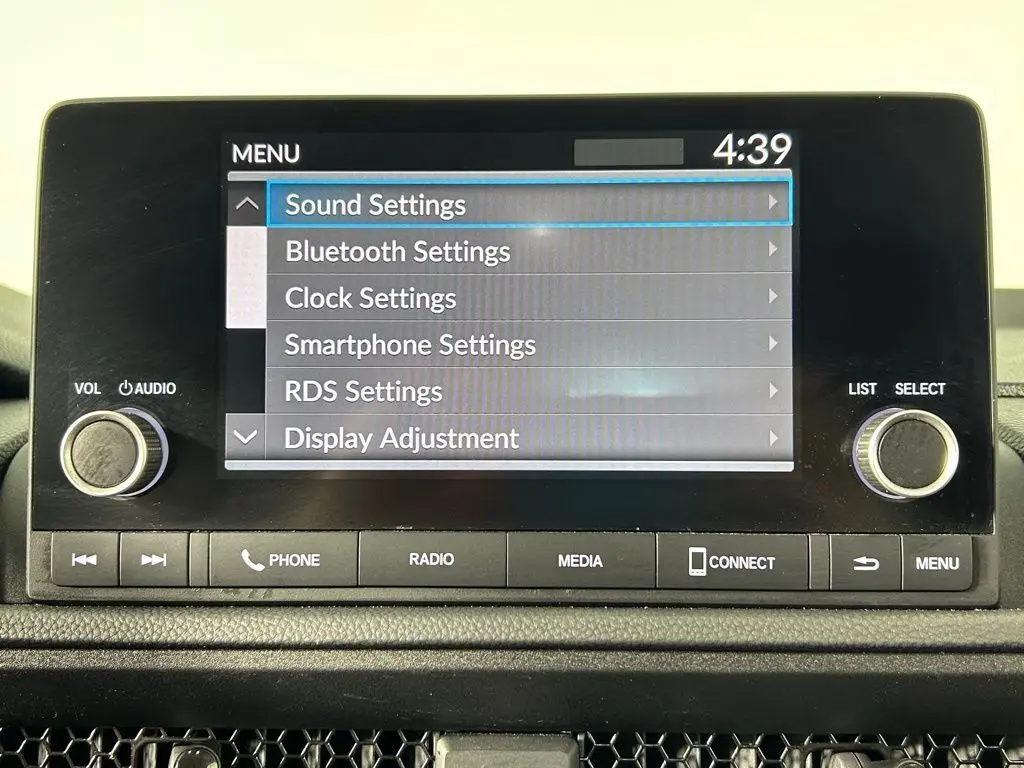 MENU 4:39
Sound Settings
Bluetooth Settings
Clock Settings
Smartphone Settings
RDS Settings
Display Adjustment
VOL AUDIO
LIST SELECT
PHONE RADIO MEDIA CONNECT MENU